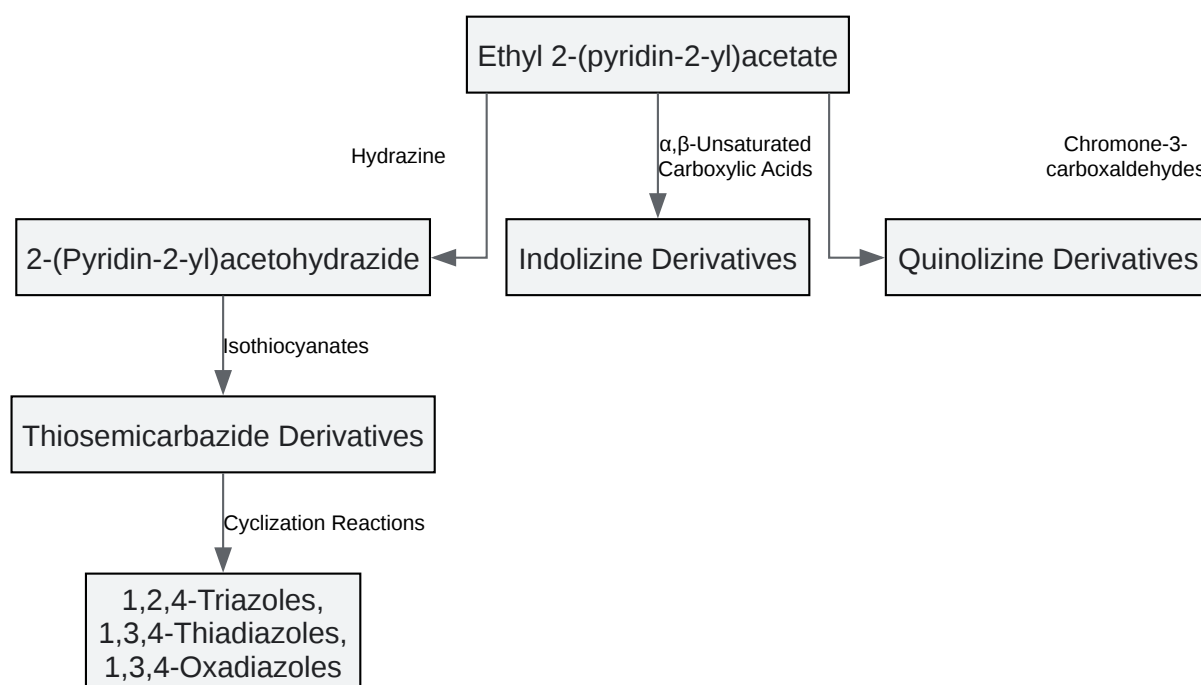 Ethyl 2-(pyridin-2-yl)acetate
Hydrazine
α,β-Unsaturated
Carboxylic Acids
Chromone-3-
carboxaldehydes
2-(Pyridin-2-yl)acetohydrazide
Indolizine Derivatives
Quinolizine Derivatives
Isothiocyanates
Thiosemicarbazide Derivatives
Cyclization Reactions
1,2,4-Triazoles,
1,3,4-Thiadiazoles,
1,3,4-Oxadiazoles